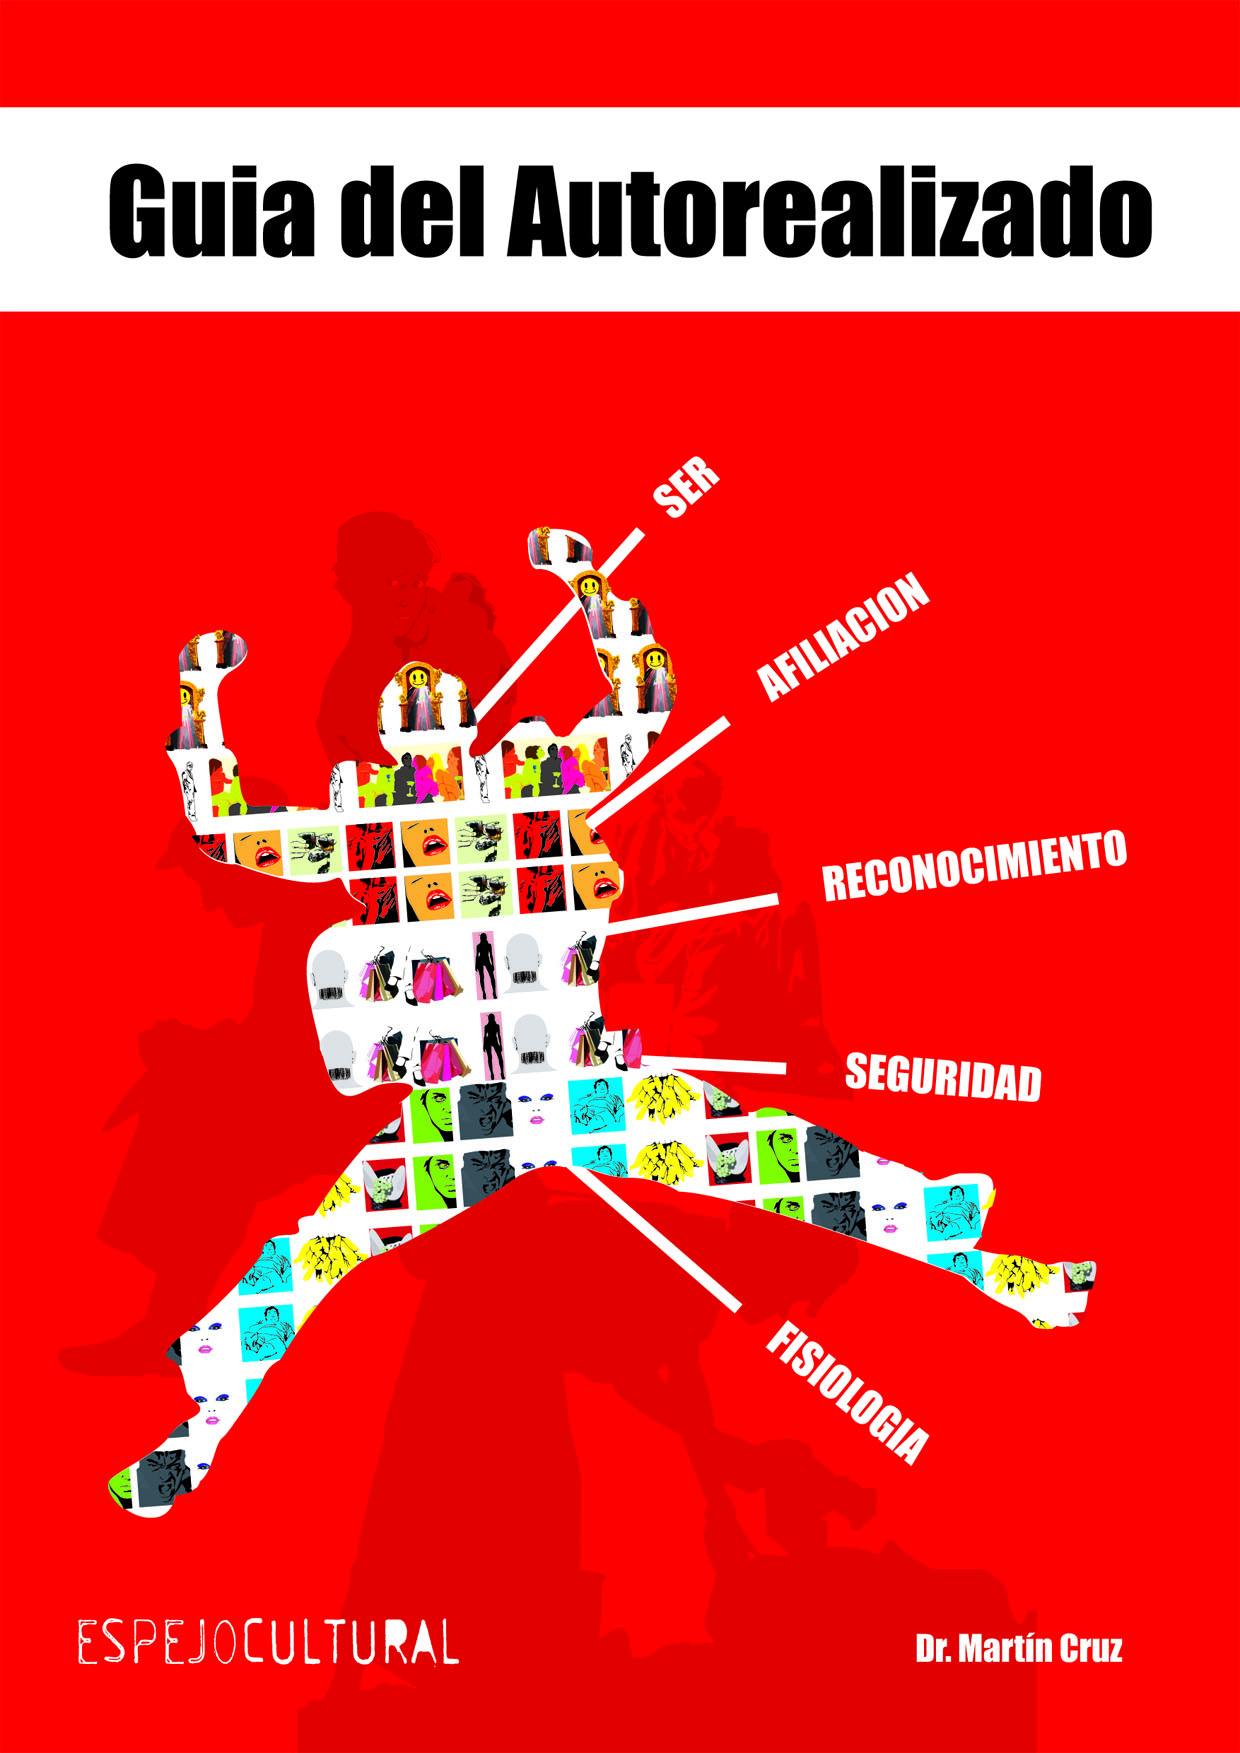 Guia del Autorealizado
SER
AFILIACION
RECONOCIMIENTO
SEGURIDAD
FISIOLOGIA
ESPEJOCULTURAL
Dr. Martín Cruz